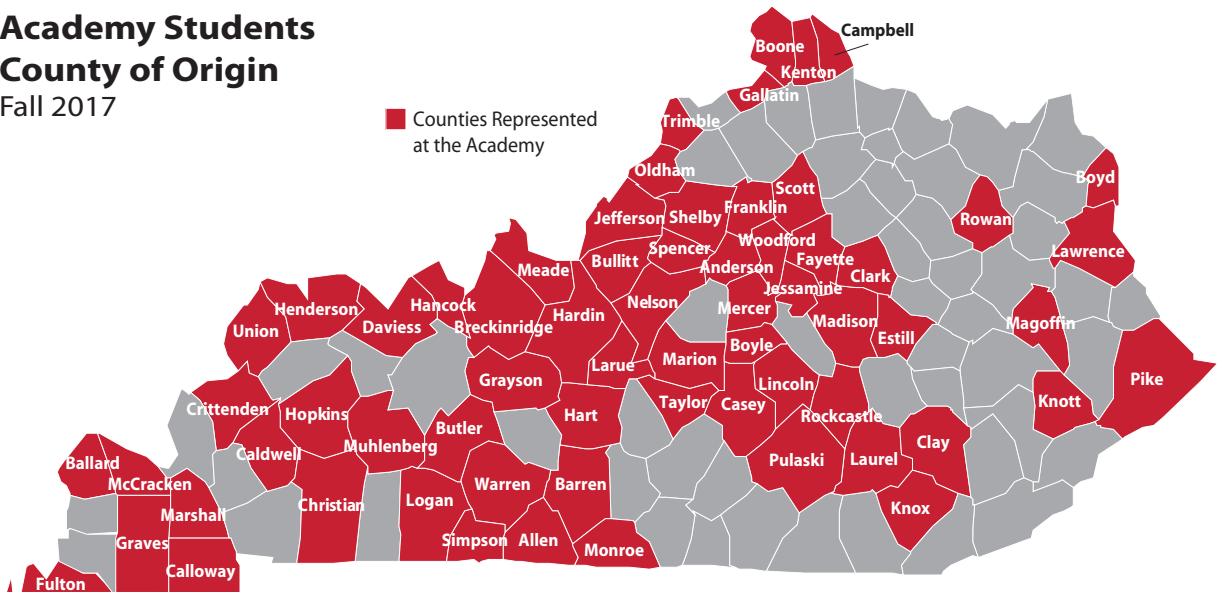 Academy Students
County of Origin
Fall 2017
Counties Represented
at the Academy
Campbell
Boone
Kenton
Gallatin
Trimble
Oldham
Boyd
Scott
Franklin
Jefferson
Shelby
Rowan
Woodford
Spencer
Lawrence
Fayette
Bullitt
Anderson
Meade
Clark
Jessamine
Nelson
Hancock
Henderson
Mercer
Hardin
Madison
Magoffin
Daviess
Breckinridge
Union
Estill
Boyle
Marion
Larue
Grayson
Pike
Lincoln
Knott
Taylor
Casey
Crittenden
Hopkins
Hart
Rockcastle
Butler
Clay
Muhlenberg
Caldwell
Pulaski
Laurel
Ballard
McCracken
Warren
Barren
Logan
Christian
Knox
Marshall
Simpson
Allen
Graves
Monroe
Calloway
Fulton